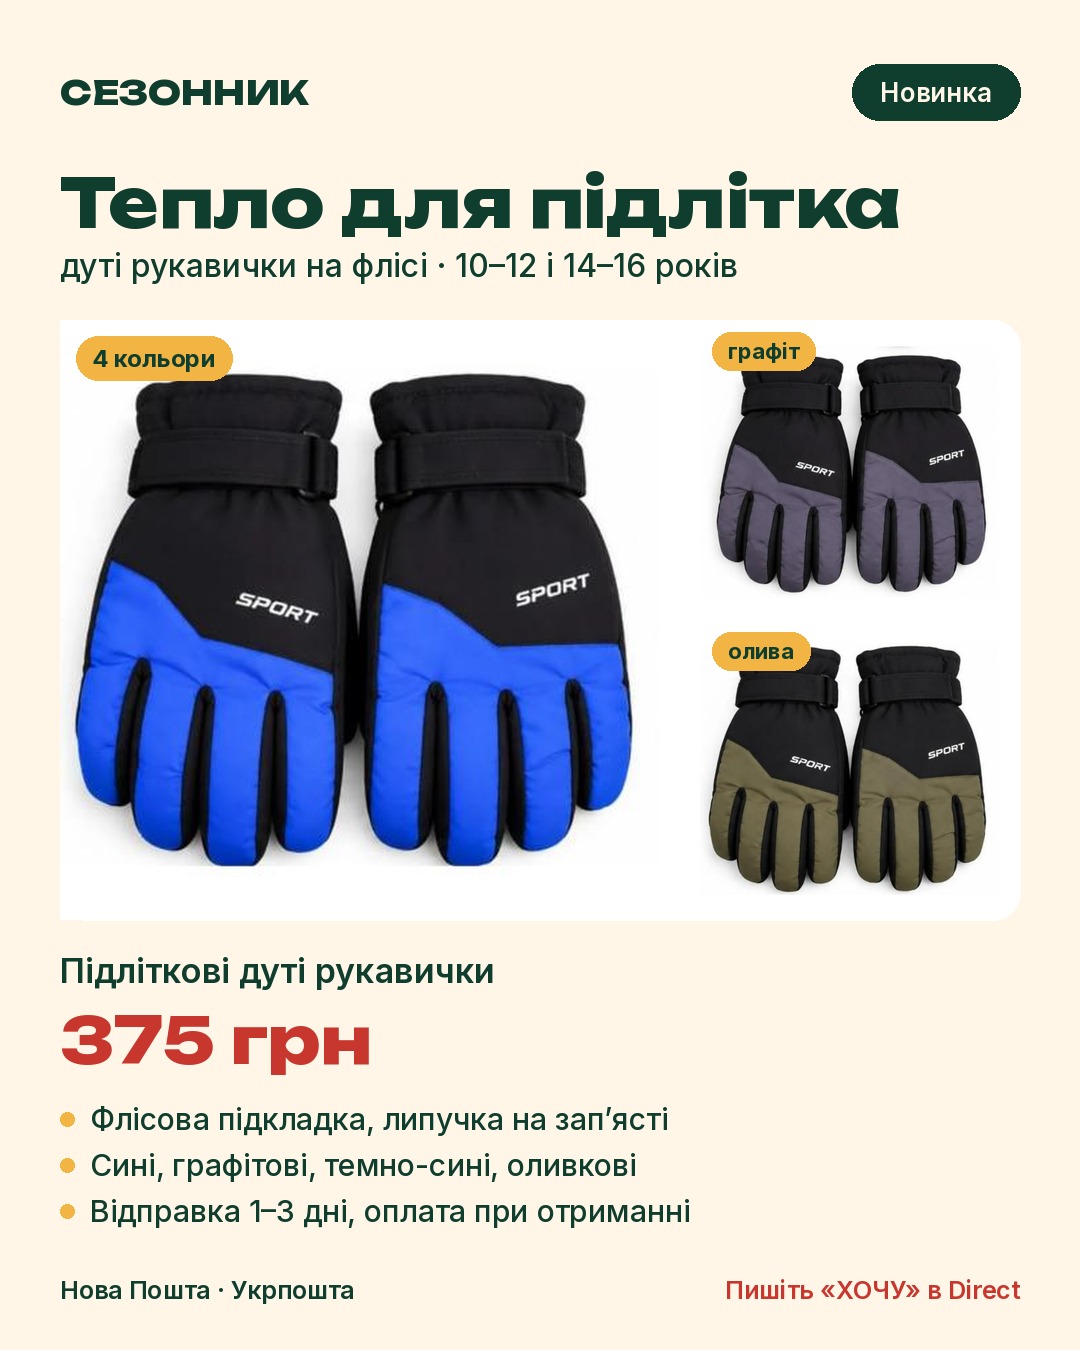 СЕЗОННИК
Новинка
Тепло для підлітка
дуті рукавички на флісі · 10–12 і 14–16 років
4 кольори
графіт
SPORT
SPORT
SPORT
SPORT
олива
SPORT
SPORT
Підліткові дуті рукавички
375 грн
Флісова підкладка, липучка на зап’ясті
Сині, графітові, темно-сині, оливкові
Відправка 1–3 дні, оплата при отриманні
Нова Пошта · Укрпошта
Пишіть «ХОЧУ» в Direct